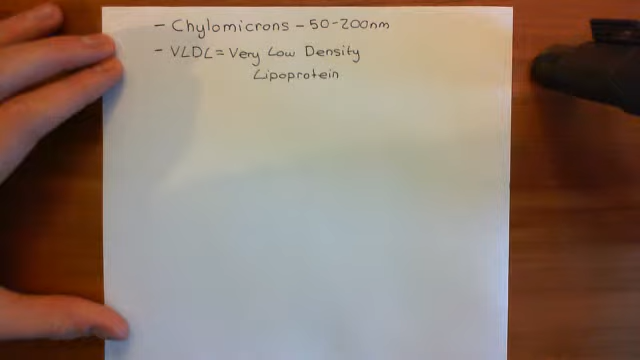 - Chylomicrons - 50-200nm
- VLDL = Very Low Density
Lipoprotein